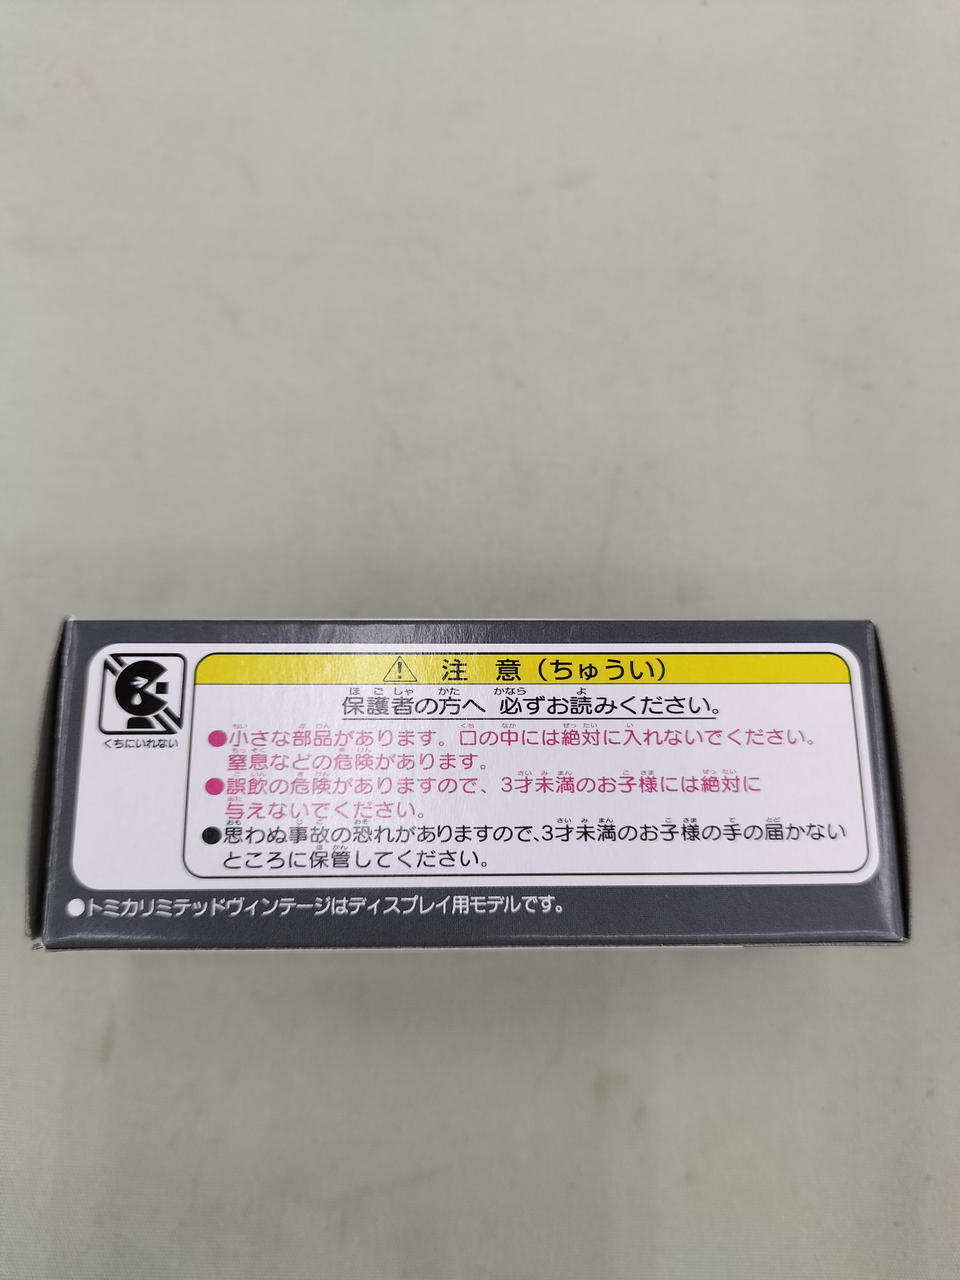 注 意（ちゅうい）
保護者の方へ 必ずお読みください。
●小さな部品があります。口の中には絶対に入れないでください。
窒息などの危険があります。
●誤飲の危険がありますので、3才未満のお子様には絶対に
与えないでください。
●思わぬ事故の恐れがありますので、3才未満のお子様の手の届かない
ところに保管してください。
くちにいれない
●トミカリミテッドヴィンテージはディスプレイ用モデルです。